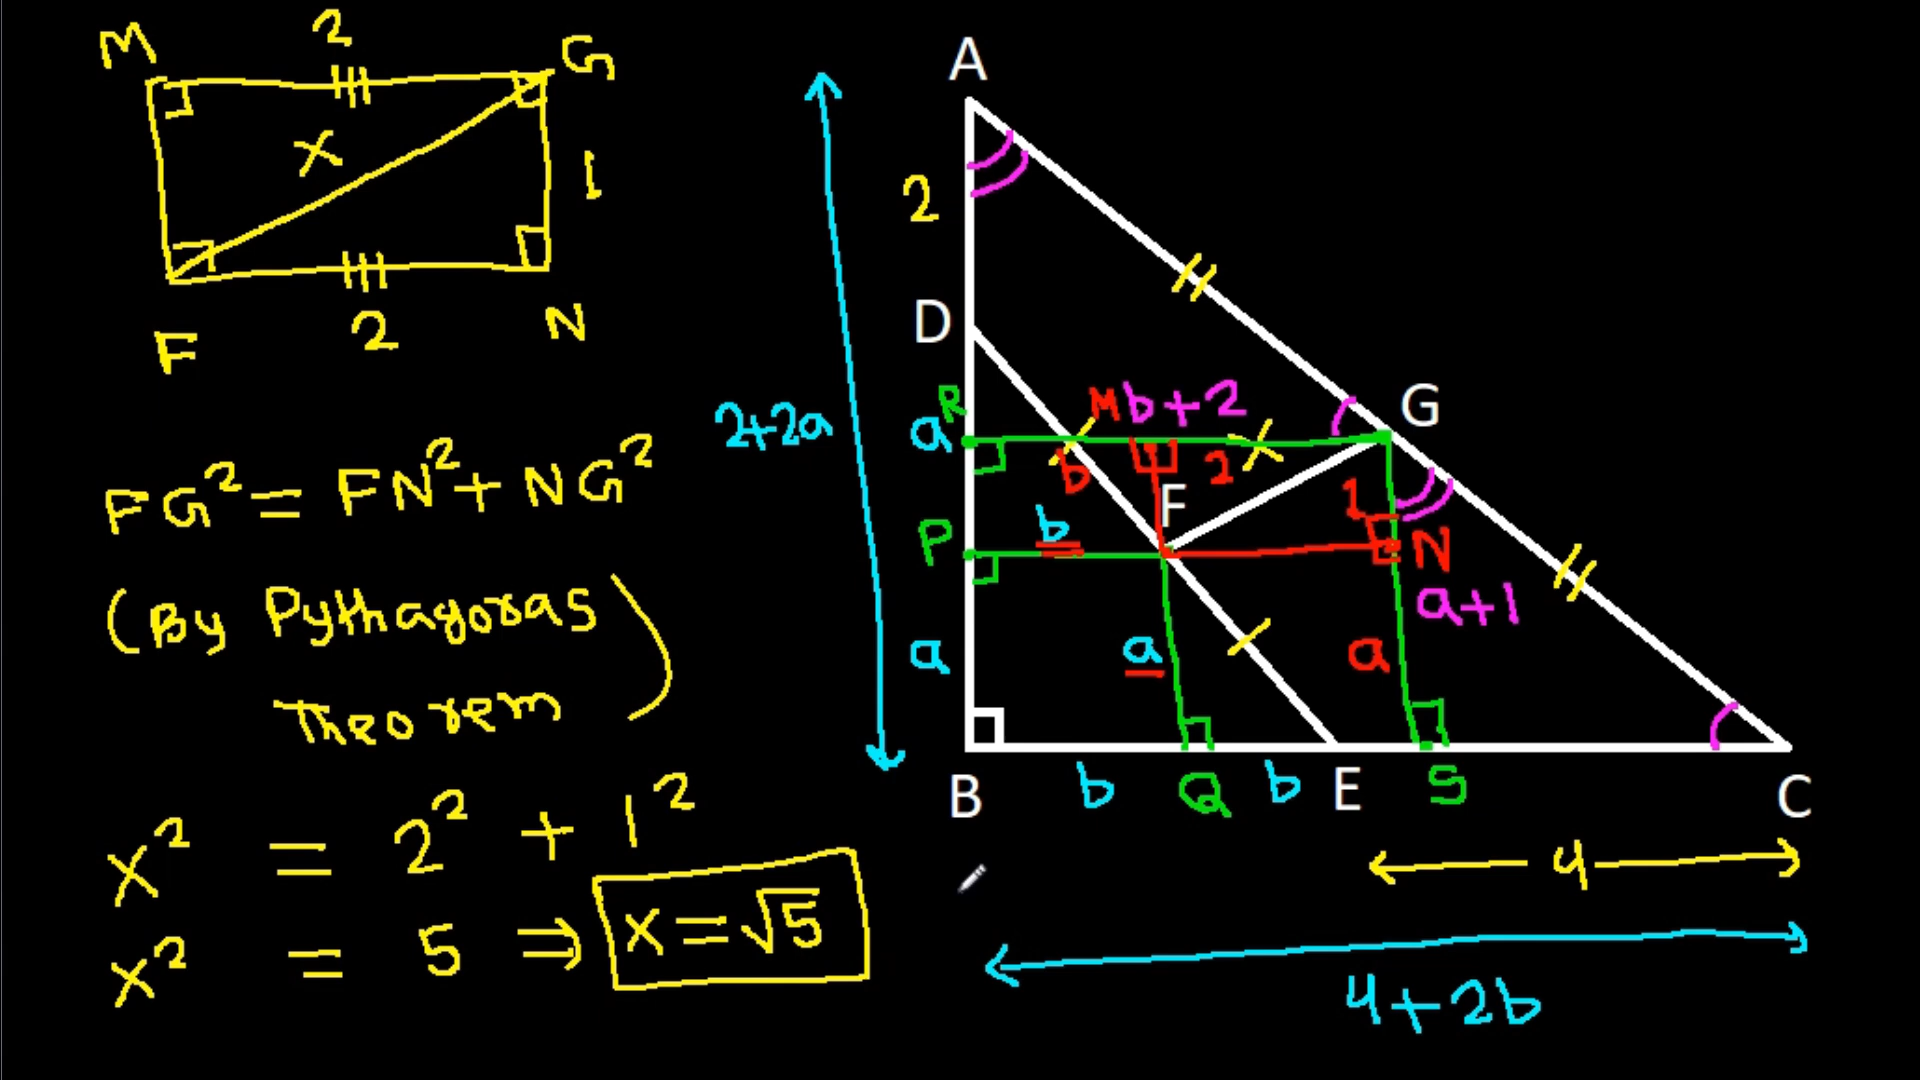 M 2 G
X 1
F 2 N
FG² = FN² + NG²
(By Pythagoras
Theorem)
x² = 2² + 1²
x² = 5 ⇒ x = √5
A
2
D
2+2a
R M b+2 G
a b 2 1
F
P b N
a+1
a a a
B b Q b E S C
4
4+2b